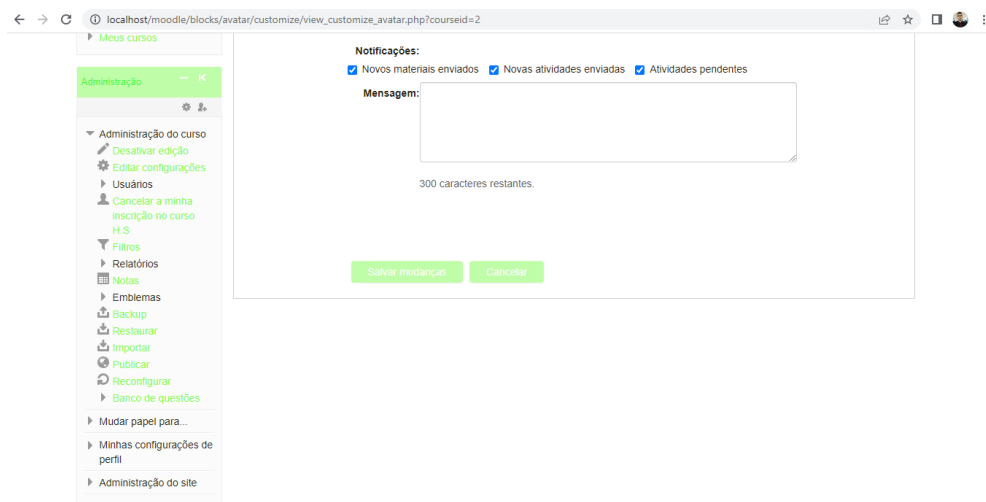 localhost/moodle/blocks/avatar/customize/view_customize_avatar.php?courseid=2
Meus cursos
Administração
Administração do curso
Desativar edição
Editar configurações
Usuários
Cancelar a minha
inscrição no curso
H.S
Filtros
Relatórios
Notas
Emblemas
Backup
Restaurar
Importar
Publicar
Reconfigurar
Banco de questões
Mudar papel para...
Minhas configurações de
perfil
Administração do site
Notificações:
Novos materiais enviados Novas atividades enviadas Atividades pendentes
Mensagem:
300 caracteres restantes.
Salvar mudancas Cancelar